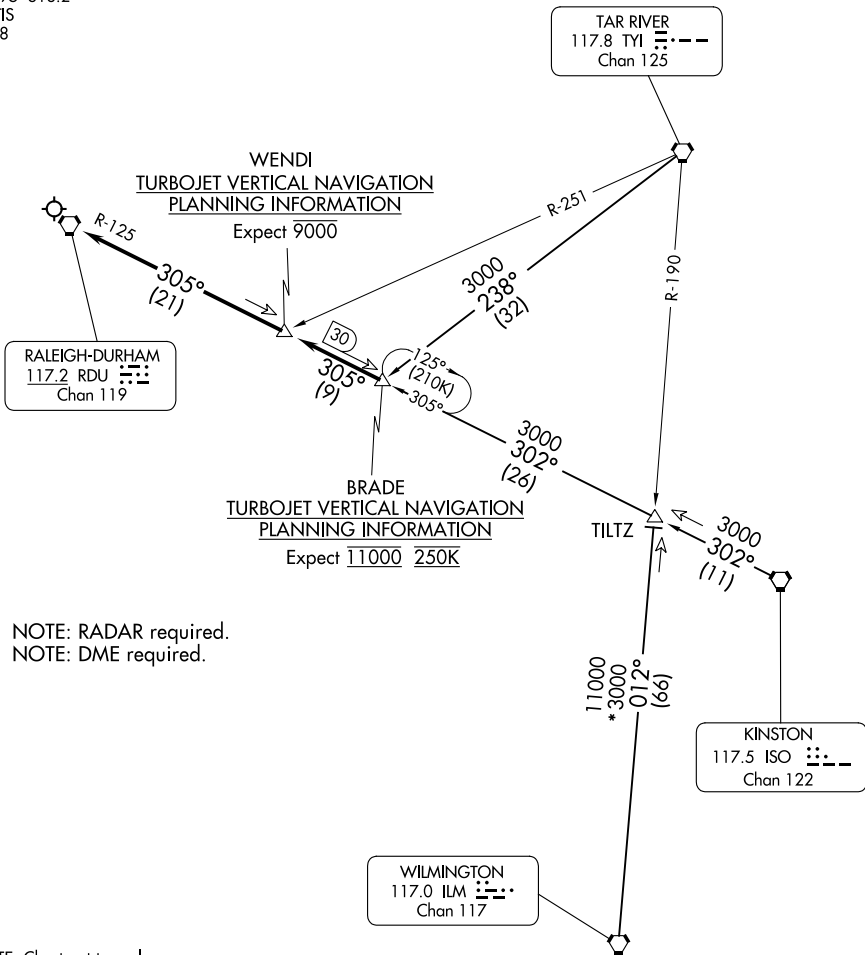 TIS
8
TAR RIVER
117.8 TYI
Chan 125
WENDI
TURBOJET VERTICAL NAVIGATION
PLANNING INFORMATION
Expect 9000
R-251
R-190
3000
238°
(32)
R-125
305°
(21)
RALEIGH-DURHAM
117.2 RDU
Chan 119
30
305°
(9)
125°
(210K)
305°
3000
302°
(26)
BRADE
TURBOJET VERTICAL NAVIGATION
PLANNING INFORMATION
Expect 11000 250K
TILTZ
3000
302°
(11)
NOTE: RADAR required.
NOTE: DME required.
11000
*3000
012°
(66)
KINSTON
117.5 ISO
Chan 122
WILMINGTON
117.0 ILM
Chan 117